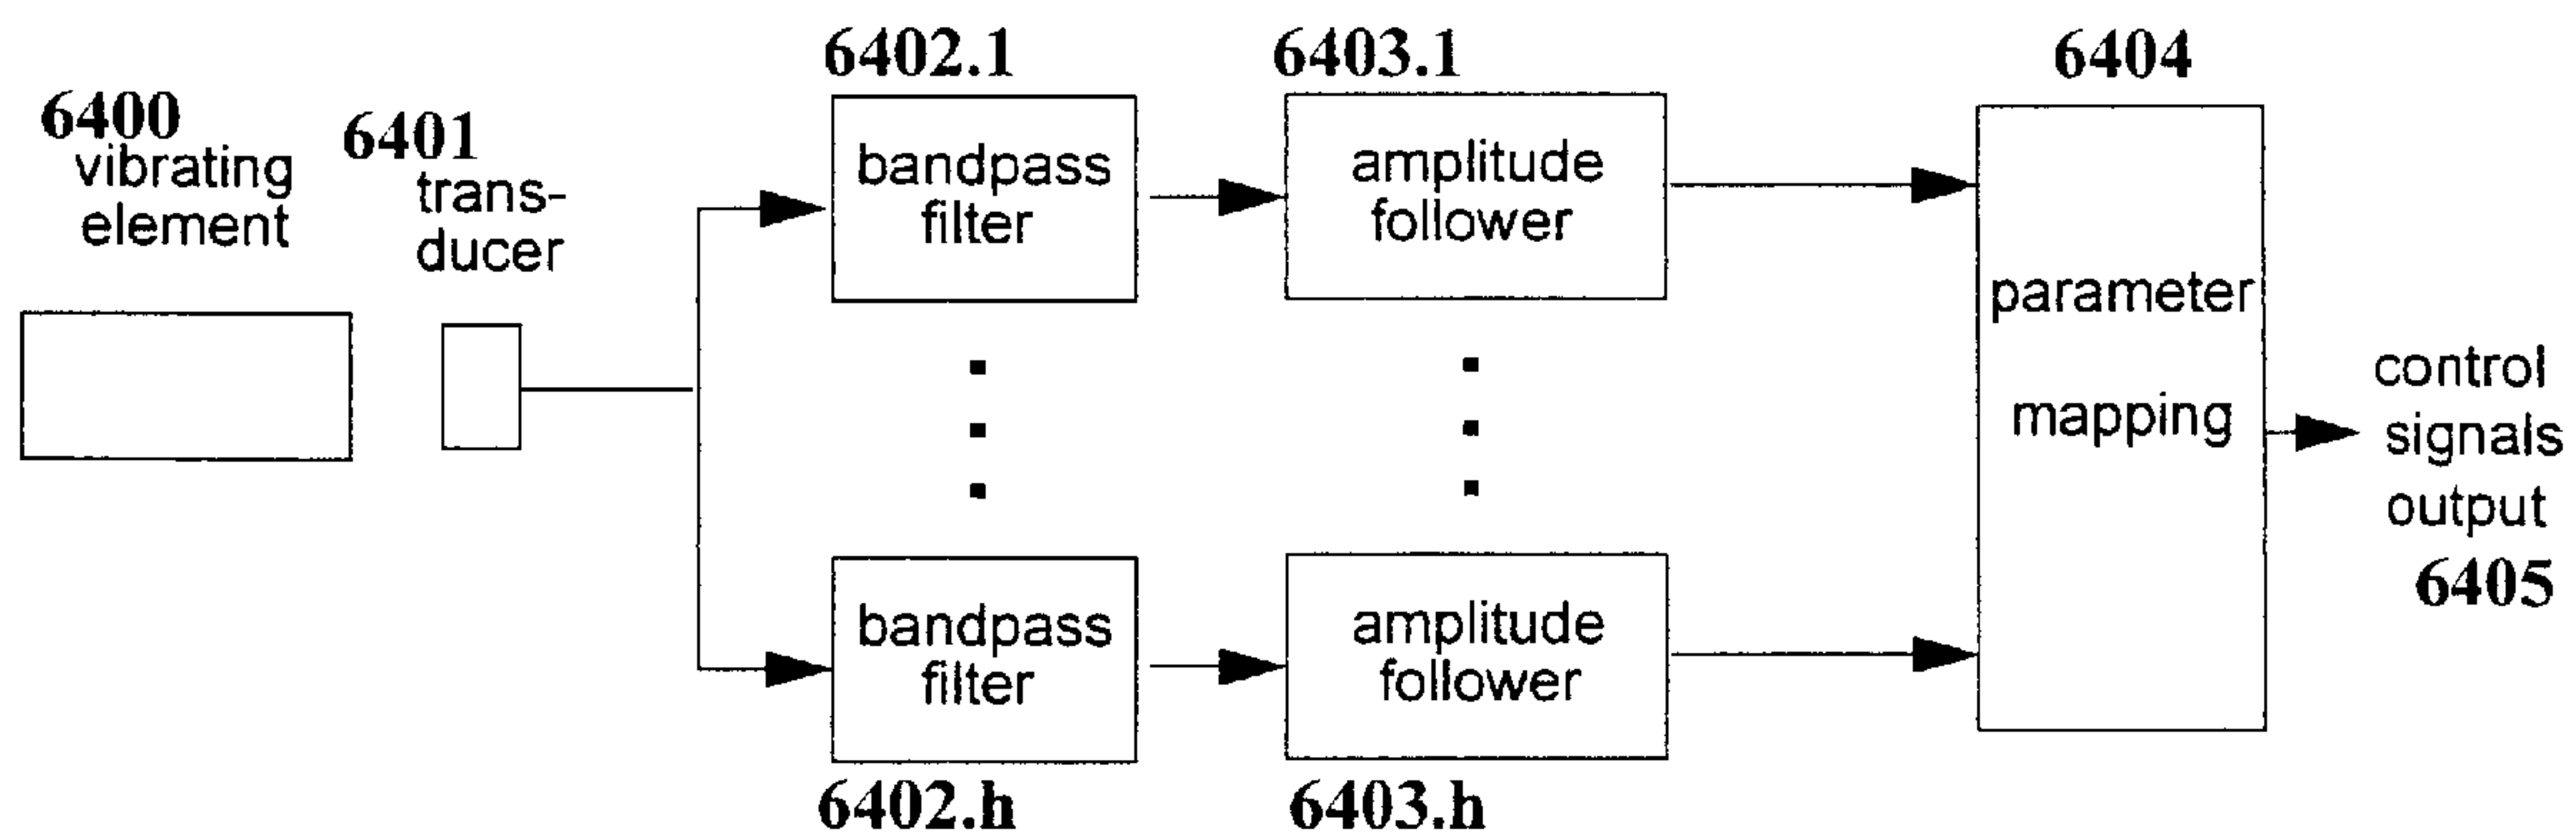 6400
vibrating
element
6401
trans-
ducer
6402.1
bandpass
filter
6403.1
amplitude
follower
6404
parameter
mapping
control
signals
output
6405
bandpass
filter
6402.h
amplitude
follower
6403.h